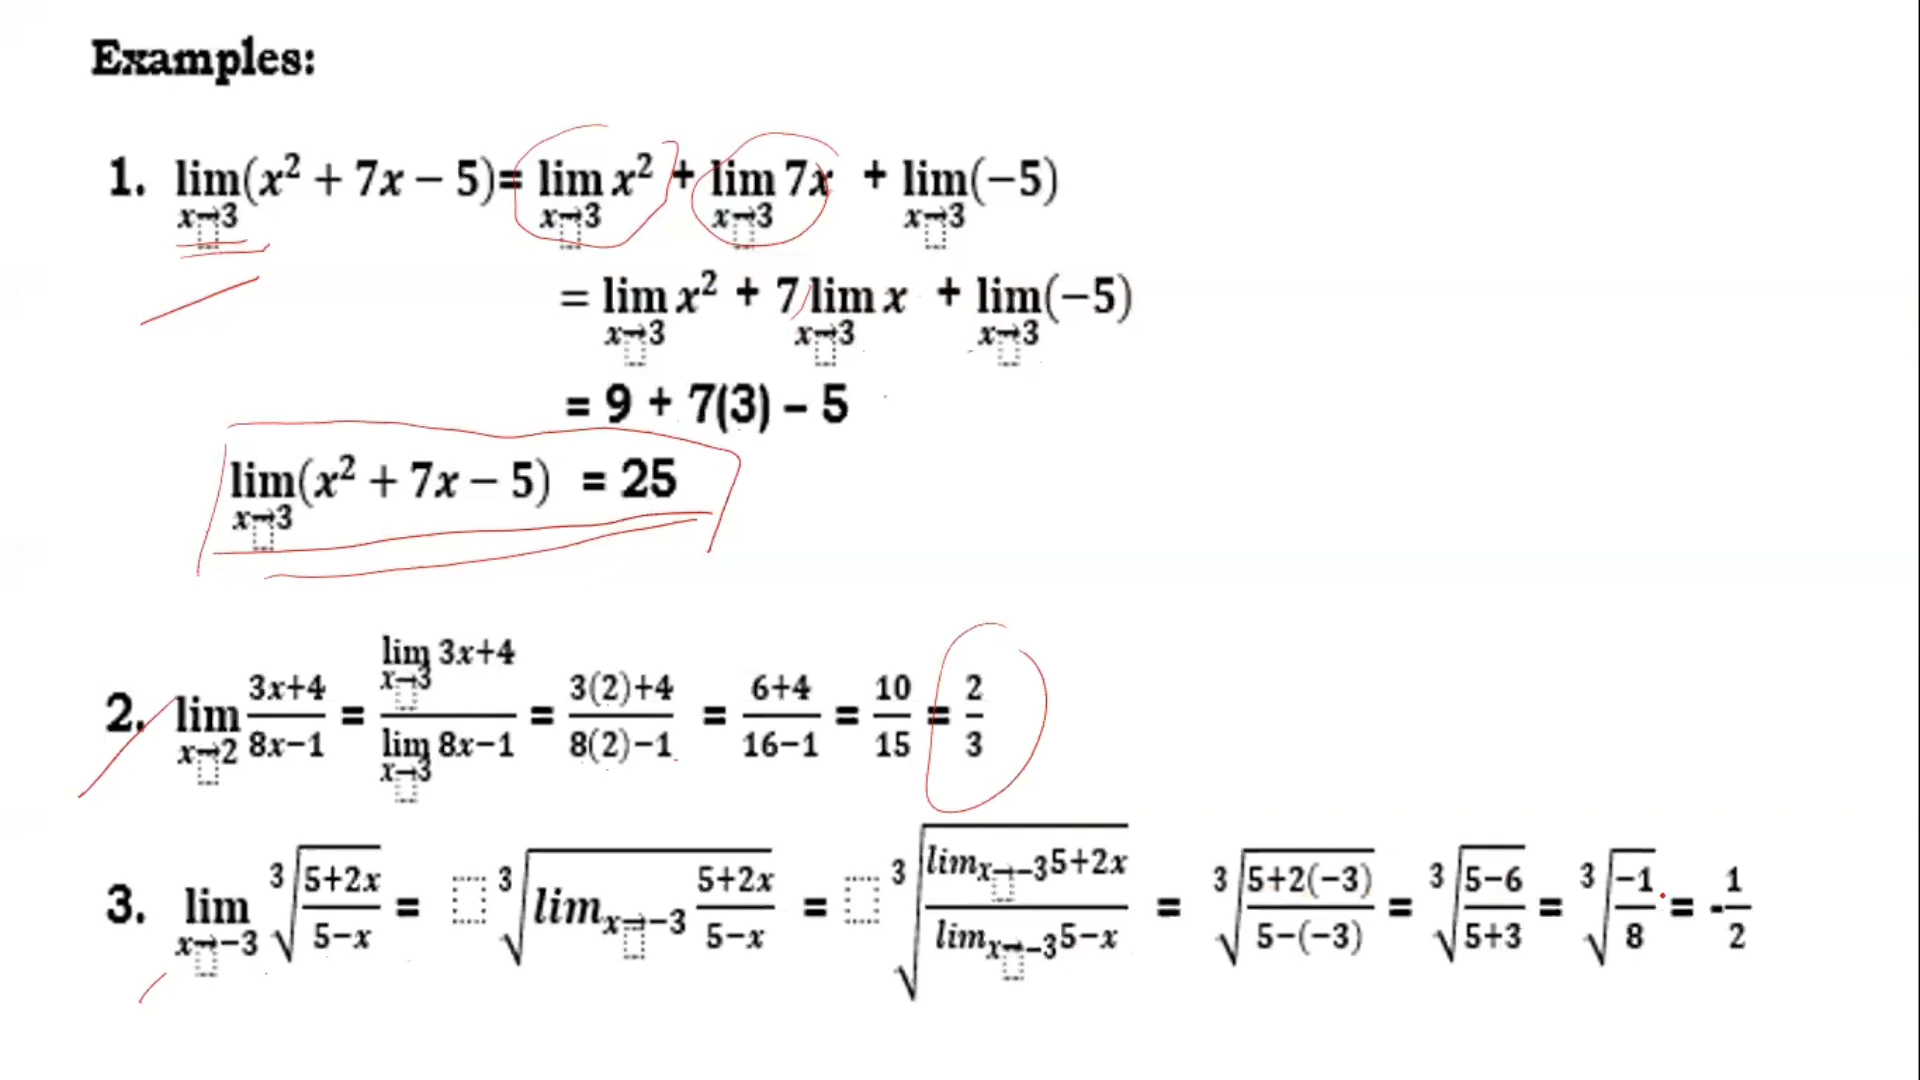 Examples:
1. lim x→3 (x² + 7x − 5)= lim x→3 x² + lim x→3 7x + lim x→3 (−5)
= lim x→3 x² + 7 lim x→3 x + lim x→3 (−5)
= 9 + 7(3) – 5
lim x→3 (x² + 7x − 5) = 25
2. lim x→2 (3x+4)/(8x−1) = (lim x→3 3x+4)/(lim x→3 8x−1) = (3(2)+4)/(8(2)−1) = (6+4)/(16−1) = 10/15 = 2/3
3. lim x→−3 ∛((5+2x)/(5−x)) = ∛(lim x→−3 (5+2x)/(5−x)) = ∛((lim x→−3 5+2x)/(lim x→−3 5−x)) = ∛((5+2(−3))/(5−(−3))) = ∛((5−6)/(5+3)) = ∛(−1/8) = -1/2